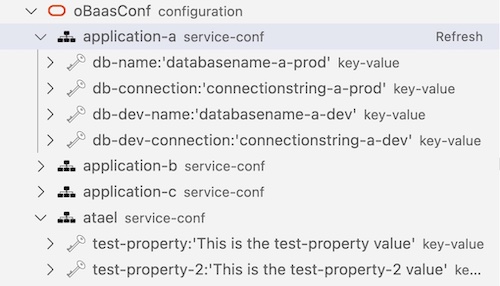 oBaasConf configuration
application-a service-conf Refresh
db-name:'databasename-a-prod' key-value
db-connection:'connectionstring-a-prod' key-value
db-dev-name:'databasename-a-dev' key-value
db-dev-connection:'connectionstring-a-dev' key-value
application-b service-conf
application-c service-conf
atael service-conf
test-property:'This is the test-property value' key-value
test-property-2:'This is the test-property-2 value' ke...